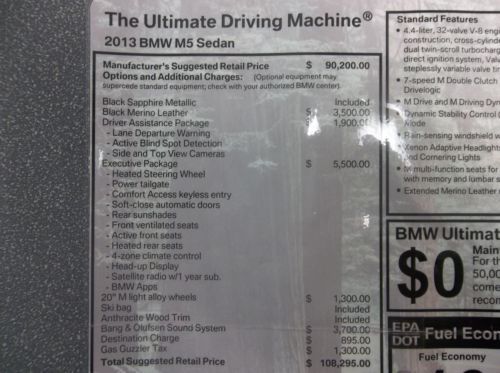 The Ultimate Driving Machine®
2013 BMW M5 Sedan
Manufacturer's Suggested Retail Price $ 90,200.00
Options and Additional Charges: (Optional equipment may
supercede standard equipment; check with your authorized BMW center).
Black Sapphire Metallic Included
Black Merino Leather $ 3,500.00
Driver Assistance Package $ 1,900.00
- Lane Departure Warning
- Active Blind Spot Detection
- Side and Top View Cameras
Executive Package $ 5,500.00
- Heated Steering Wheel
- Power tailgate
- Comfort Access keyless entry
- Soft-close automatic doors
- Rear sunshades
- Front ventilated seats
- Active front seats
- Heated rear seats
- 4-zone climate control
- Head-up Display
- Satellite radio w/1 year sub.
- BMW Apps
20" M light alloy wheels $ 1,300.00
Ski bag Included
Anthracite Wood Trim Included
Bang & Olufsen Sound System $ 3,700.00
Destination Charge $ 895.00
Gas Guzzler Tax $ 1,300.00
Total Suggested Retail Price $ 108,295.00
Standard Features
• 4.4-liter, 32-valve V-8 engi
construction, cross-cylinde
dual twin-scroll turbocharg
direct ignition system, Valv
steplessly variable valve tim
• 7-speed M Double Clutch
Drivelogic
• M Drive and M Driving Dyn
• Dynamic Stability Control (
Mode
• Rain-sensing windshield w
• Xenon Adaptive Headlights
and Cornering Lights
• M multi-function seats for
with memory and lumbar s
• Extended Merino Leather
BMW Ultimat
$0
Main
For th
50,00
come
recom
EPA
DOT
Fuel Econ
Fuel Economy